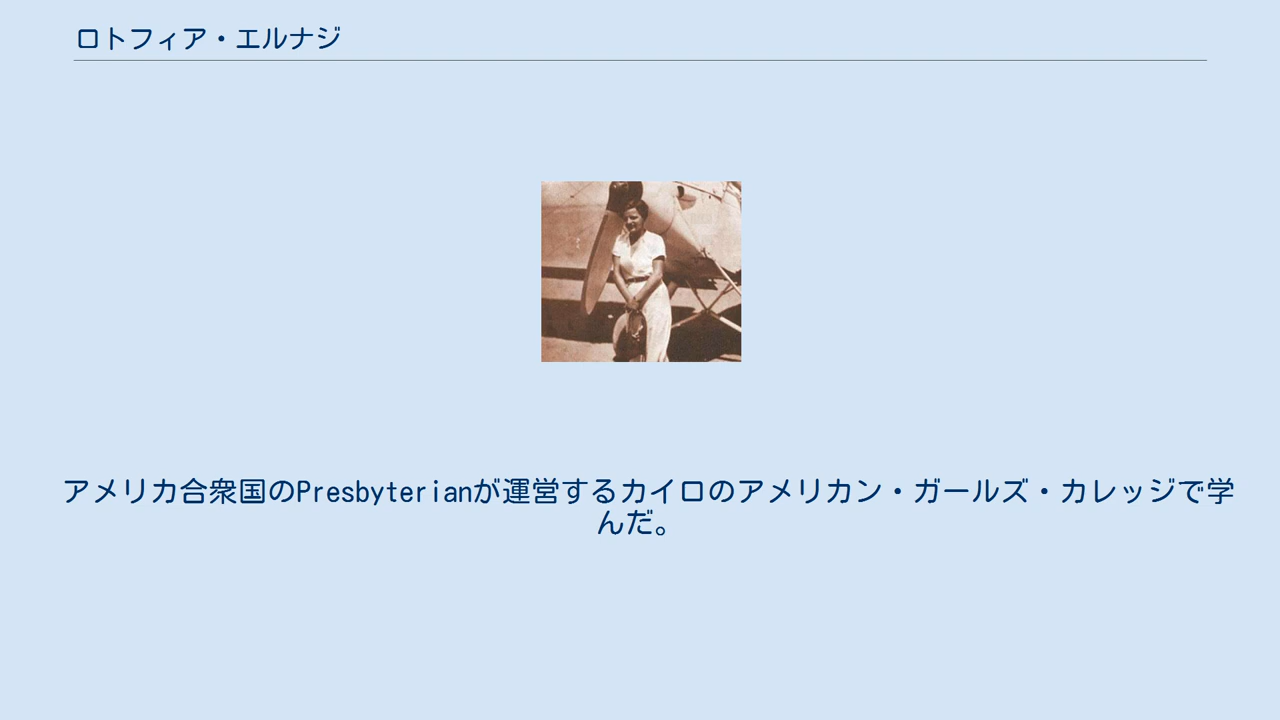 ロトフィア・エルナジ
アメリカ合衆国のPresbyterianが運営するカイロのアメリカン・ガールズ・カレッジで学
んだ。